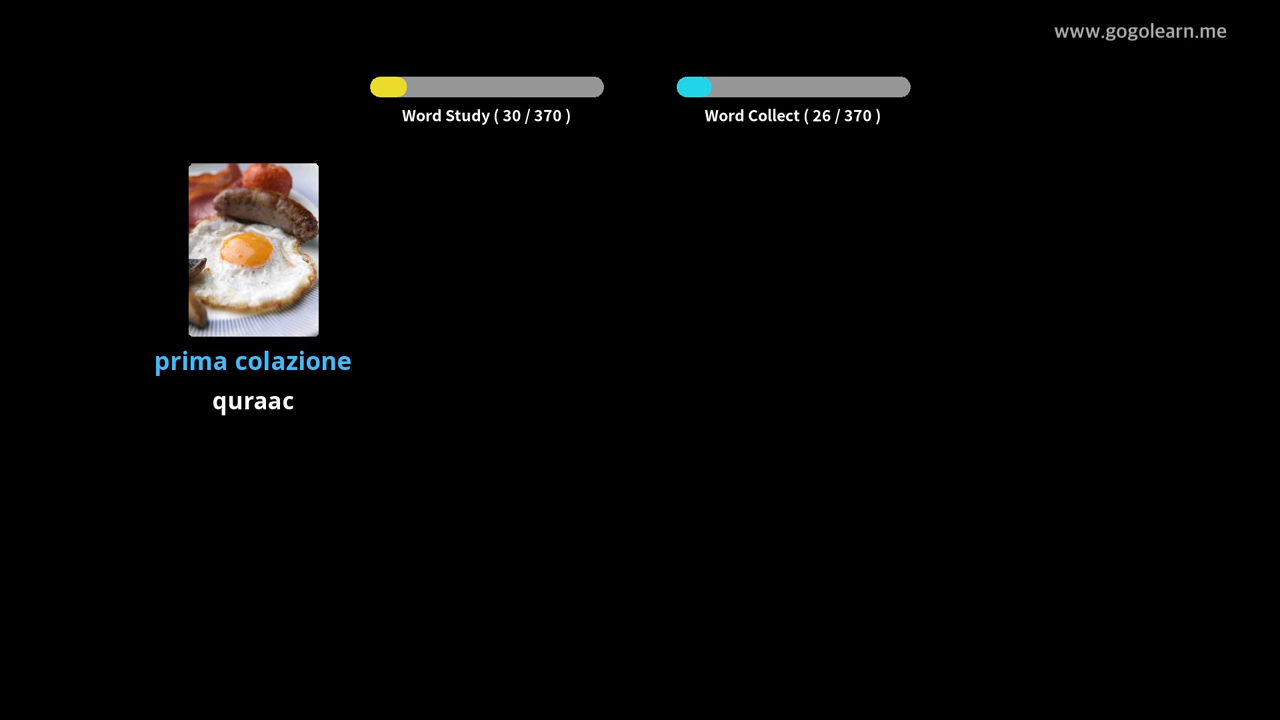 www.gogolearn.me
Word Study ( 30 / 370 )
Word Collect ( 26 / 370 )
prima colazione
quraac